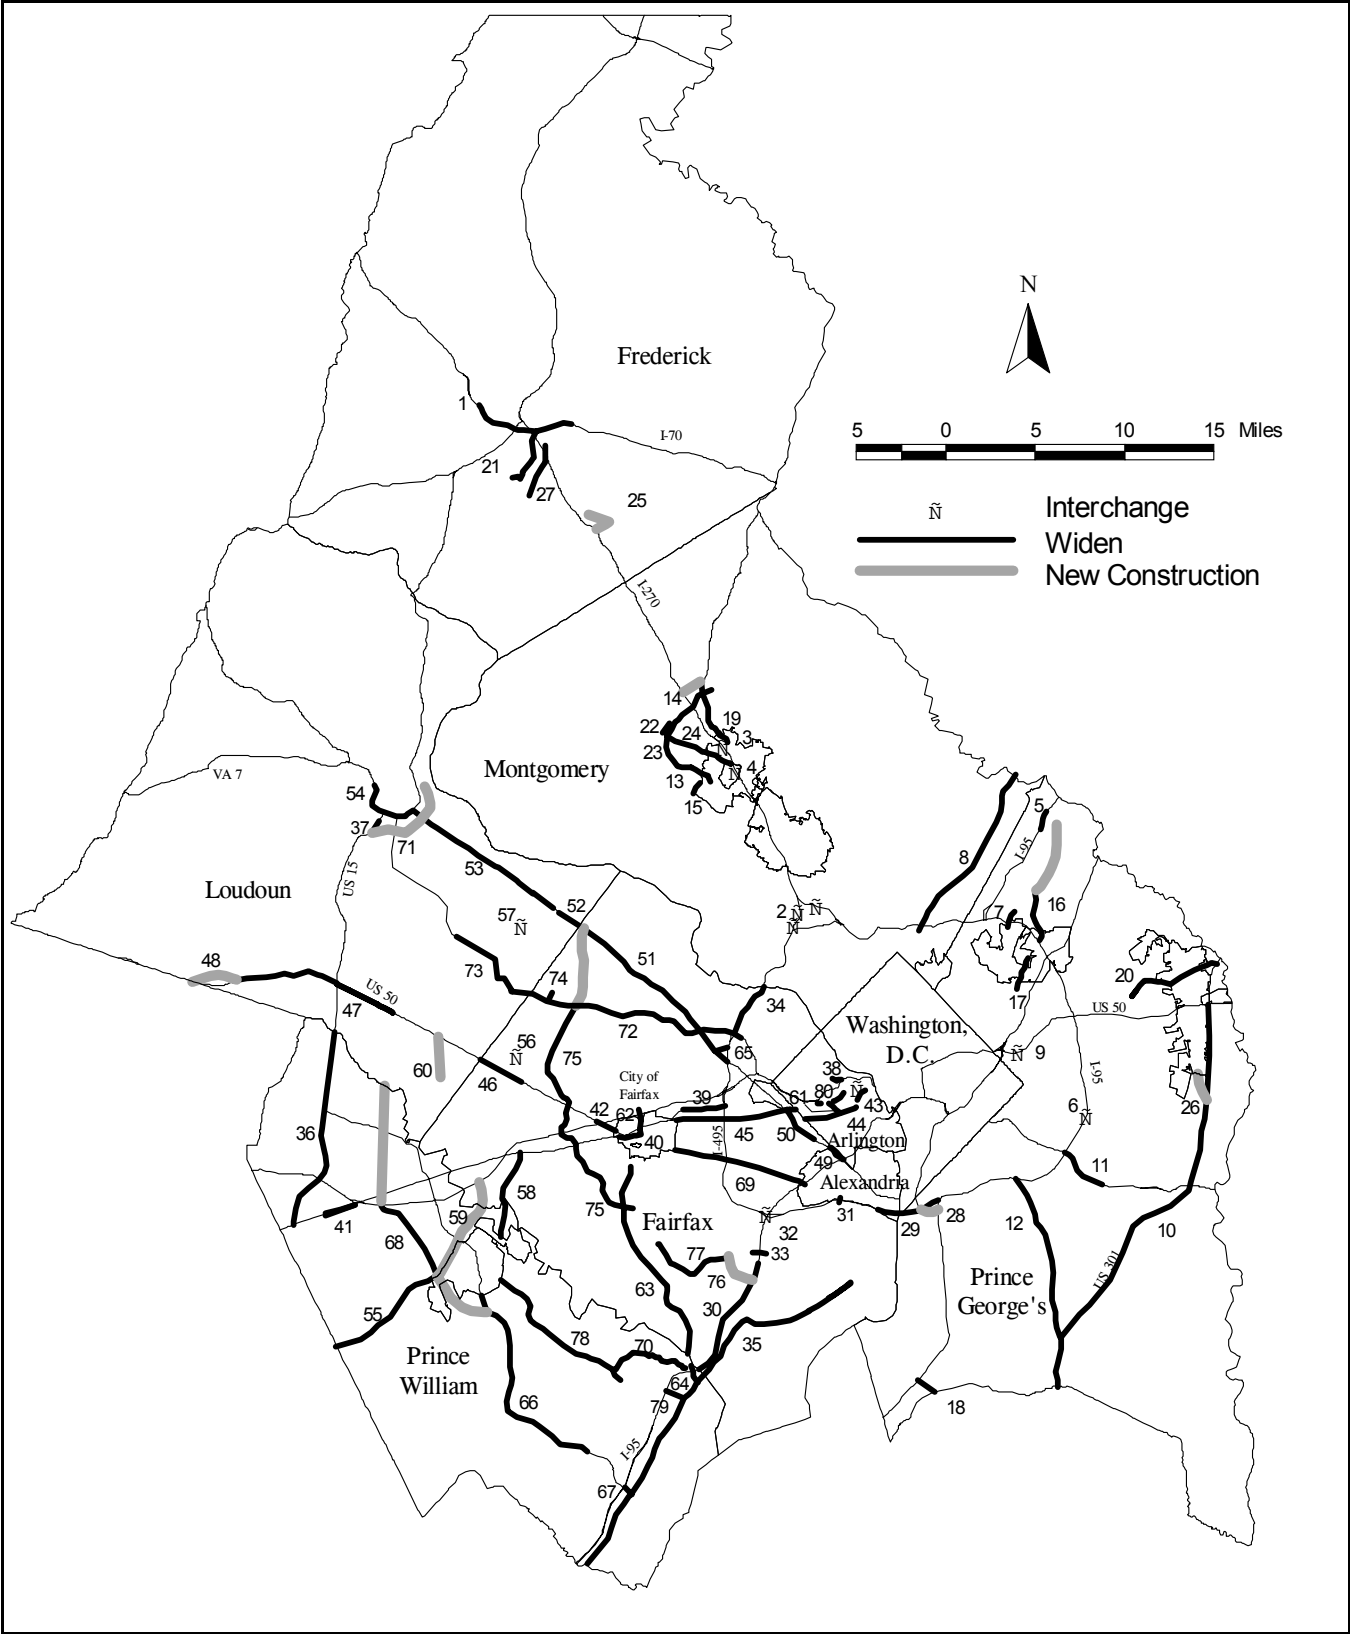 N
Frederick
1
I-70
5 0 5 10 15 Miles
21
27
25
Ñ̃ Interchange
Widen
New Construction
I-270
14
22
24
19
3
23
Ñ̃
4
Ñ̃
13
15
Montgomery
VA 7
54
37
71
5
I-95
8
53
US 15
Loudoun
52
57
Ñ̃
2
Ñ̃
Ñ̃
Ñ̃
7
16
48
73
74
51
34
17
20
US 50
47
US 50
Washington,
D.C.
72
56
Ñ̃
75
65
Ñ̃
9
60
46
City of
Fairfax
38
80
Ñ̃
I-95
39
61
43
6
Ñ̃
26
42
62
44
36
40
45
50
I-495
Arlington
49
11
69
Alexandria
58
59
41
68
75
Fairfax
Ñ̃
32
31
29
28
12
10
33
77
76
US 301
Prince
George's
63
30
55
78
70
35
Prince
William
64
79
66
18
I-95
67